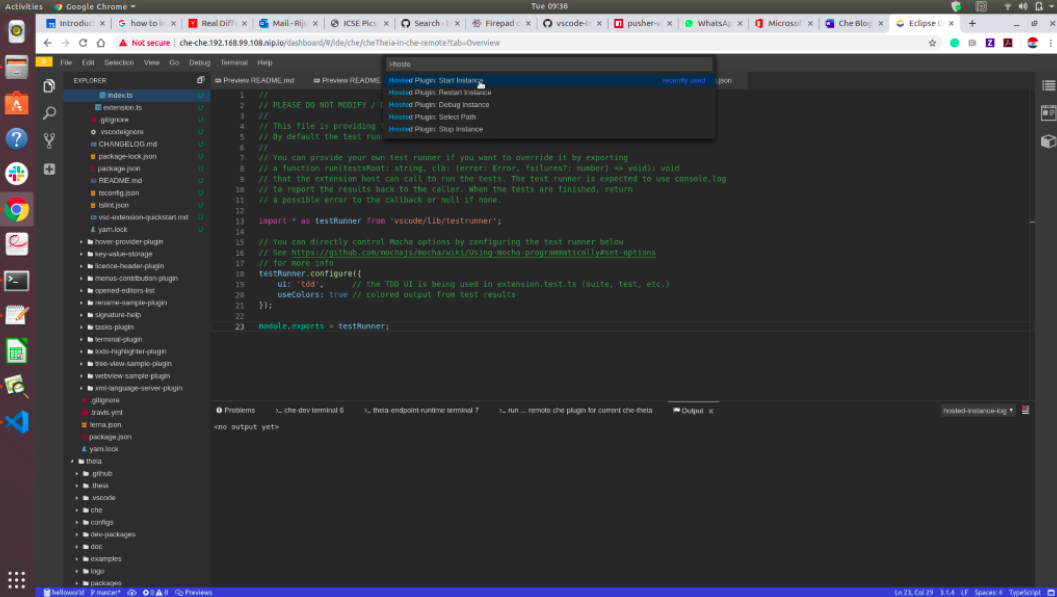 Activities Google Chrome ▾ Tue 09:38
Introduc × how to in × Real Diff × Mail - Riju × ICSE Pics × Search · × Firepad × vscode-te × pusher- × WhatsAp × Microsof × Che Blog × Eclipse C × +
Not secure | che-che.192.168.99.108.nip.io/dashboard/#/ide/che/cheTheia-in-che-remote?tab=Overview
File Edit Selection View Go Debug Terminal Help
>hoste
Hosted Plugin: Start Instance recently used
Hosted Plugin: Restart Instance
Hosted Plugin: Debug Instance
Hosted Plugin: Select Path
Hosted Plugin: Stop Instance
EXPLORER
index.ts U
extension.ts U
.gitignore U
.vscodeignore U
CHANGELOG.md U
package-lock.json U
package.json U
README.md U
tsconfig.json U
tslint.json U
vsc-extension-quickstart.md U
yarn.lock U
hover-provider-plugin
key-value-storage
licence-header-plugin
menus-contribution-plugin
opened-editors-list
rename-sample-plugin
signature-help
tasks-plugin
terminal-plugin
todo-highlighter-plugin
tree-view-sample-plugin
webview-sample-plugin
xml-language-server-plugin
.gitignore
.travis.yml
lerna.json
package.json
yarn.lock
theia
.github
.theia
.vscode
che
configs
dev-packages
doc
examples
logo
packages
Preview README.md Preview README. .json
1 //
2 // PLEASE DO NOT MODIFY /
3 //
4 // This file is providing
5 // By default the test run
6 //
7 // You can provide your own test runner if you want to override it by exporting
8 // a function run(testsRoot: string, clb: (error: Error, failures?: number) => void): void
9 // that the extension host can call to run the tests. The test runner is expected to use console.log
10 // to report the results back to the caller. When the tests are finished, return
11 // a possible error to the callback or null if none.
12
13 import * as testRunner from 'vscode/lib/testrunner';
14
15 // You can directly control Mocha options by configuring the test runner below
16 // See https://github.com/mochajs/mocha/wiki/Using-mocha-programmatically#set-options
17 // for more info
18 testRunner.configure({
19 ui: 'tdd', // the TDD UI is being used in extension.test.ts (suite, test, etc.)
20 useColors: true // colored output from test results
21 });
22
23 module.exports = testRunner;
Problems >_ che-dev terminal 6 >_ theia-endpoint-runtime terminal 7 >_ run ... remote che plugin for current che-theia Output × hosted-instance-log
<no output yet>
helloworld master* 0 0 Previews Ln 23, Col 29 3.1.4 LF Spaces: 4 TypeScript